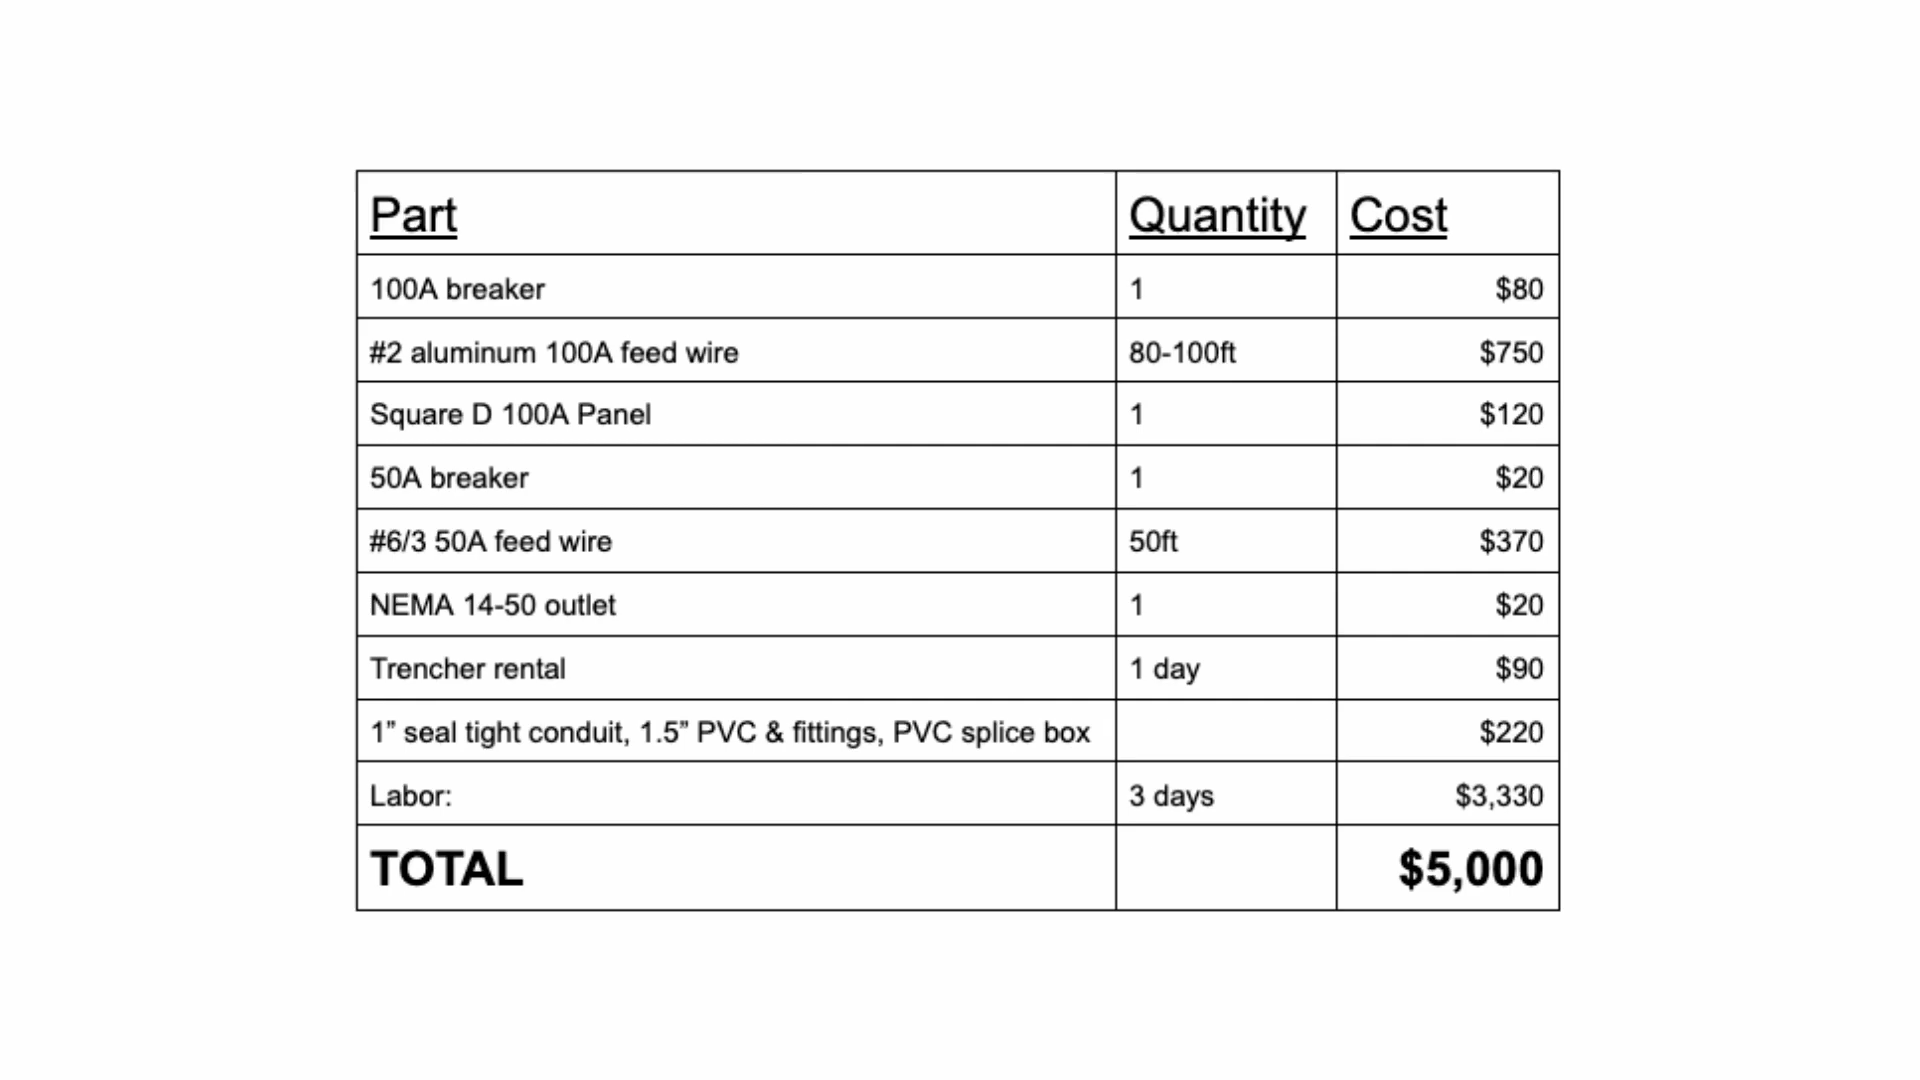 Part Quantity Cost
100A breaker 1 $80
#2 aluminum 100A feed wire 80-100ft $750
Square D 100A Panel 1 $120
50A breaker 1 $20
#6/3 50A feed wire 50ft $370
NEMA 14-50 outlet 1 $20
Trencher rental 1 day $90
1” seal tight conduit, 1.5” PVC & fittings, PVC splice box $220
Labor: 3 days $3,330
TOTAL $5,000